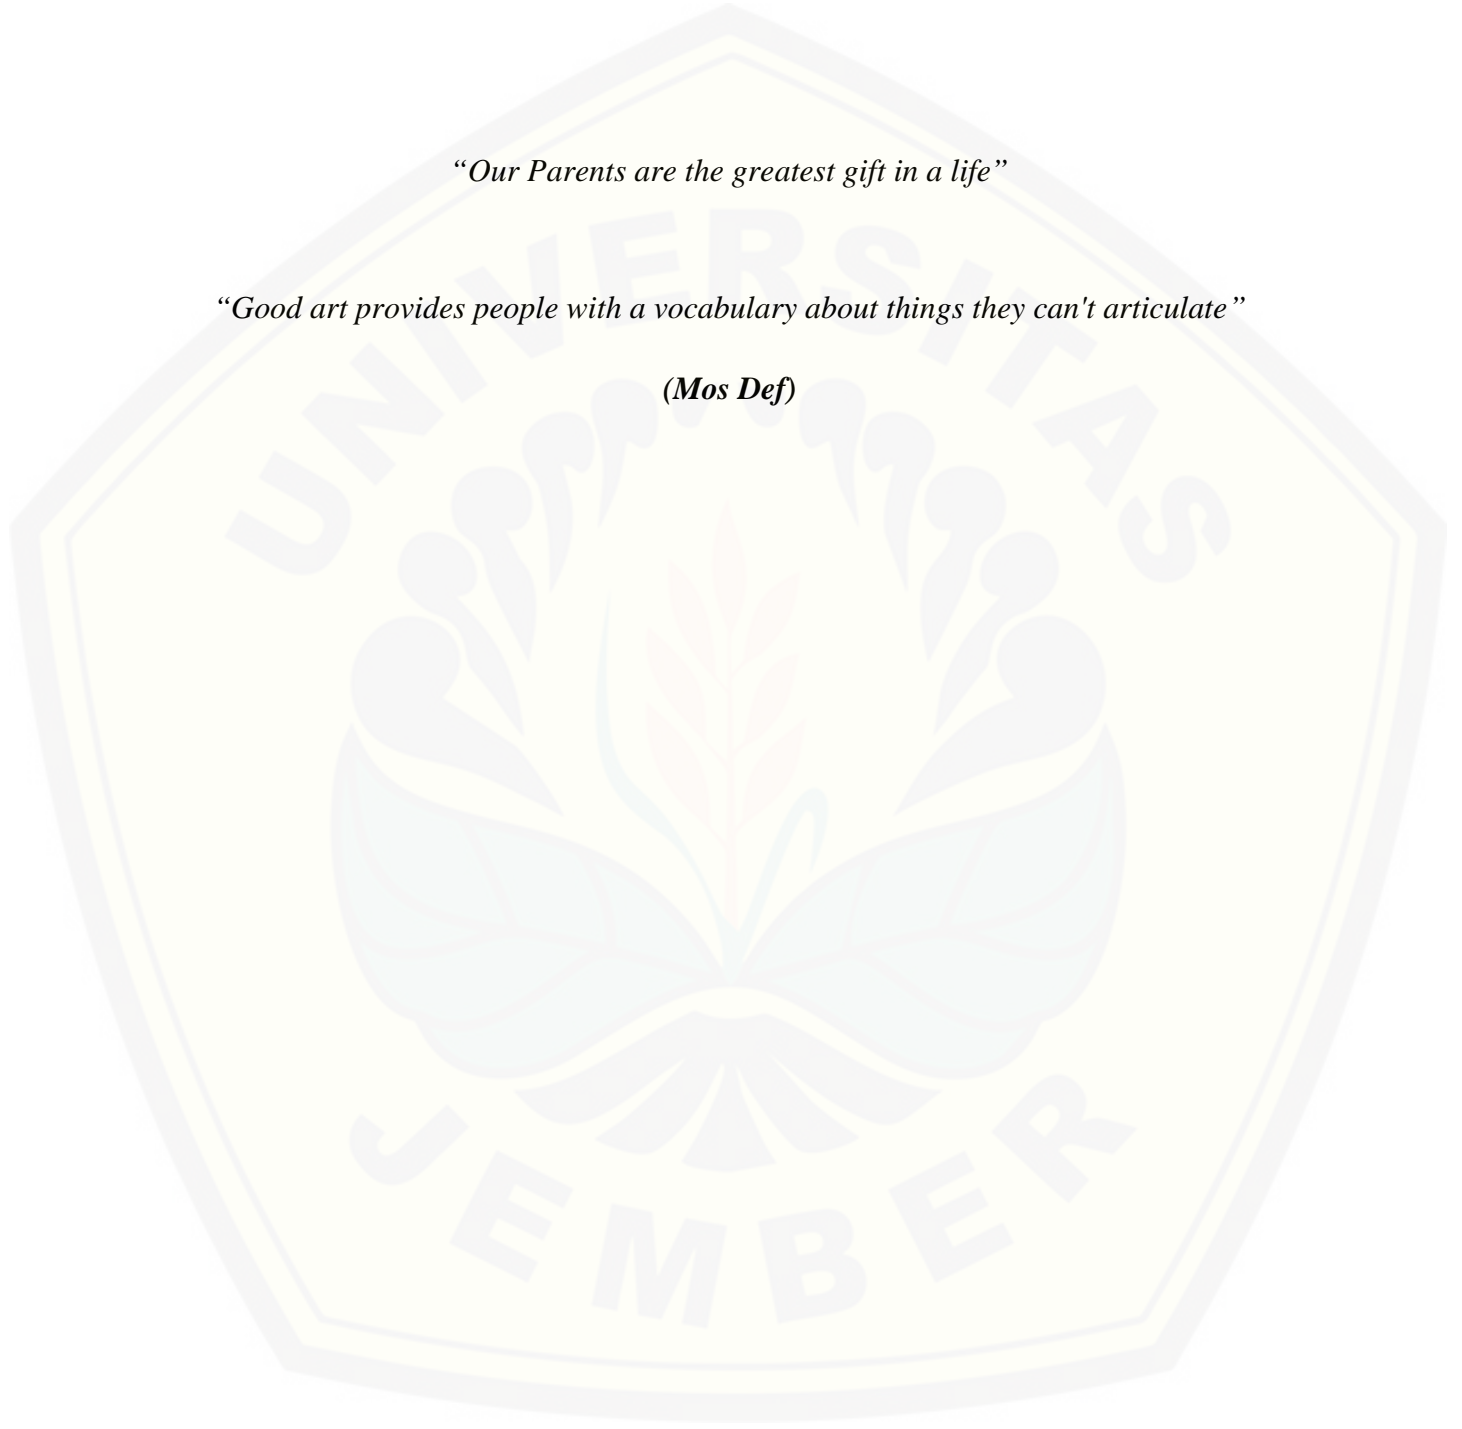 “Our Parents are the greatest gift in a life”
“Good art provides people with a vocabulary about things they can't articulate”
(Mos Def)
UNIVERSITAS
JEMBER